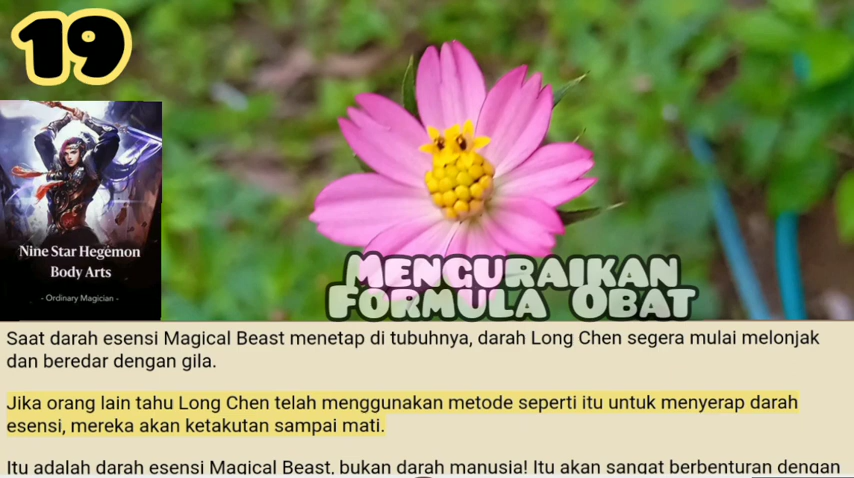 19
Nine Star Hegemon
Body Arts
- Ordinary Magician -
MENGURAIKAN
FORMULA OBAT
Saat darah esensi Magical Beast menetap di tubuhnya, darah Long Chen segera mulai melonjak
dan beredar dengan gila.
Jika orang lain tahu Long Chen telah menggunakan metode seperti itu untuk menyerap darah
esensi, mereka akan ketakutan sampai mati.
Itu adalah darah esensi Magical Beast, bukan darah manusia! Itu akan sangat berbenturan dengan